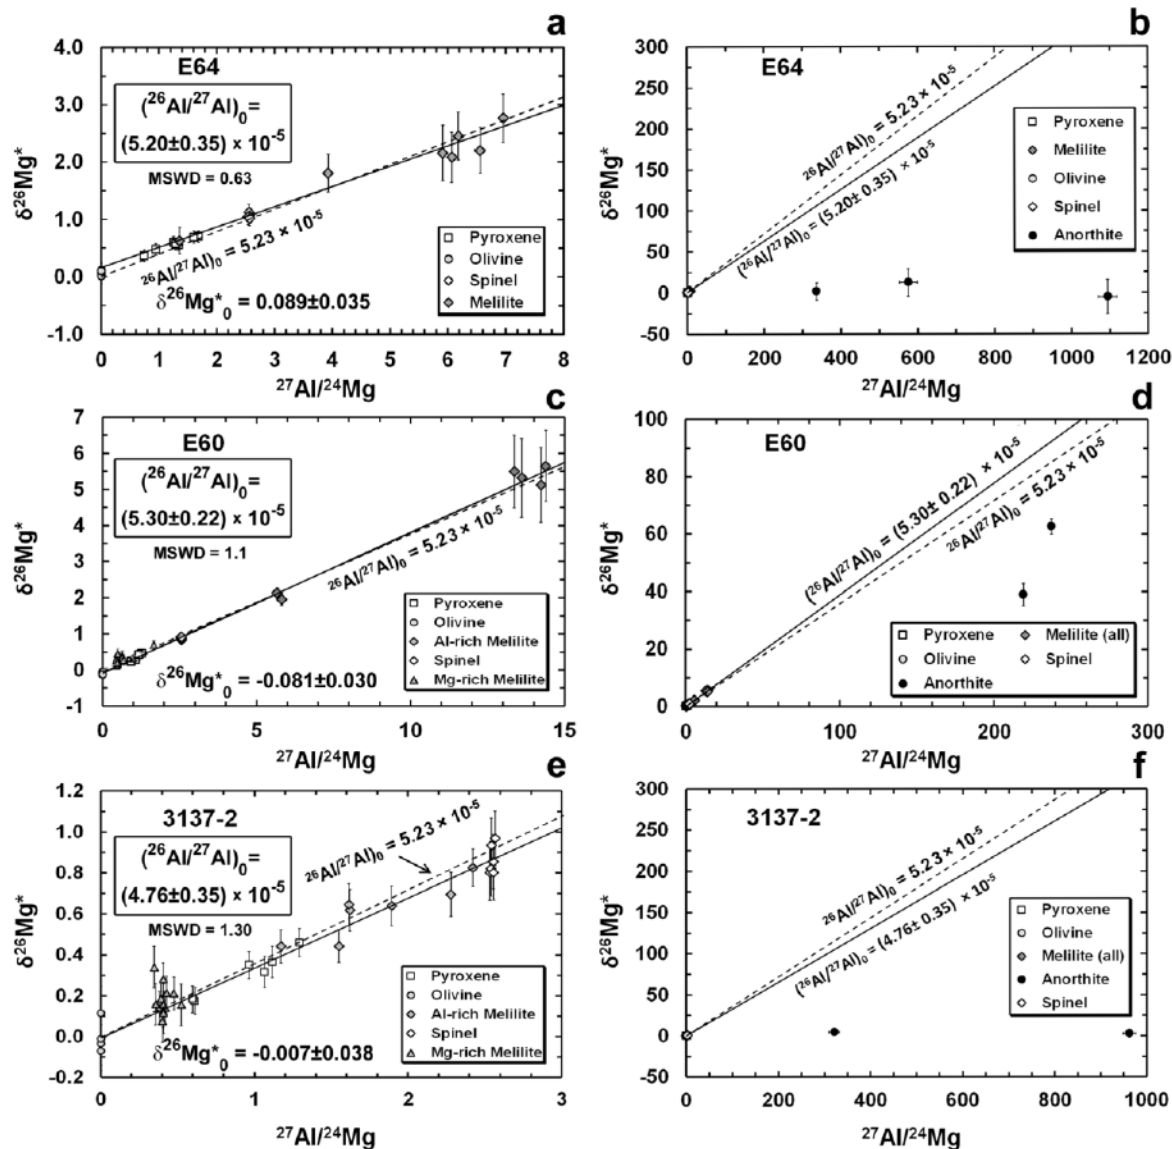 a
E64
(²⁶Al/²⁷Al)₀=
(5.20±0.35) × 10⁻⁵
MSWD = 0.63
²⁶Al/²⁷Al)₀ = 5.23 × 10⁻⁵
δ²⁶Mg*₀ = 0.089±0.035
Pyroxene
Olivine
Spinel
Melilite
δ²⁶Mg*
4.0
3.0
2.0
1.0
0.0
-1.0
0 1 2 3 4 5 6 7 8
²⁷Al/²⁴Mg
b
E64
²⁶Al/²⁷Al)₀ = 5.23 × 10⁻⁵
(²⁶Al/²⁷Al)₀ = (5.20± 0.35) × 10⁻⁵
Pyroxene
Melilite
Olivine
Spinel
Anorthite
δ²⁶Mg*
300
250
200
150
100
50
0
-50
0 200 400 600 800 1000 1200
²⁷Al/²⁴Mg
c
E60
(²⁶Al/²⁷Al)₀=
(5.30±0.22) × 10⁻⁵
MSWD = 1.1
²⁶Al/²⁷Al)₀ = 5.23 × 10⁻⁵
δ²⁶Mg*₀ = -0.081±0.030
Pyroxene
Olivine
Al-rich Melilite
Spinel
Mg-rich Melilite
δ²⁶Mg*
7
6
5
4
3
2
1
0
-1
0 5 10 15
²⁷Al/²⁴Mg
d
E60
(²⁶Al/²⁷Al)₀ = (5.30± 0.22) × 10⁻⁵
²⁶Al/²⁷Al)₀ = 5.23 × 10⁻⁵
Pyroxene Melilite (all)
Olivine Spinel
Anorthite
δ²⁶Mg*
100
80
60
40
20
0
-20
0 100 200 300
²⁷Al/²⁴Mg
e
3137-2
(²⁶Al/²⁷Al)₀=
(4.76±0.35) × 10⁻⁵
MSWD = 1.30
²⁶Al/²⁷Al)₀ = 5.23 × 10⁻⁵
δ²⁶Mg*₀ = -0.007±0.038
Pyroxene
Olivine
Al-rich Melilite
Spinel
Mg-rich Melilite
δ²⁶Mg*
1.2
1.0
0.8
0.6
0.4
0.2
0.0
-0.2
0 1 2 3
²⁷Al/²⁴Mg
f
3137-2
²⁶Al/²⁷Al)₀ = 5.23 × 10⁻⁵
(²⁶Al/²⁷Al)₀ = (4.76± 0.35) × 10⁻⁵
Pyroxene
Olivine
Melilite (all)
Anorthite
Spinel
δ²⁶Mg*
300
250
200
150
100
50
0
-50
0 200 400 600 800 1000
²⁷Al/²⁴Mg